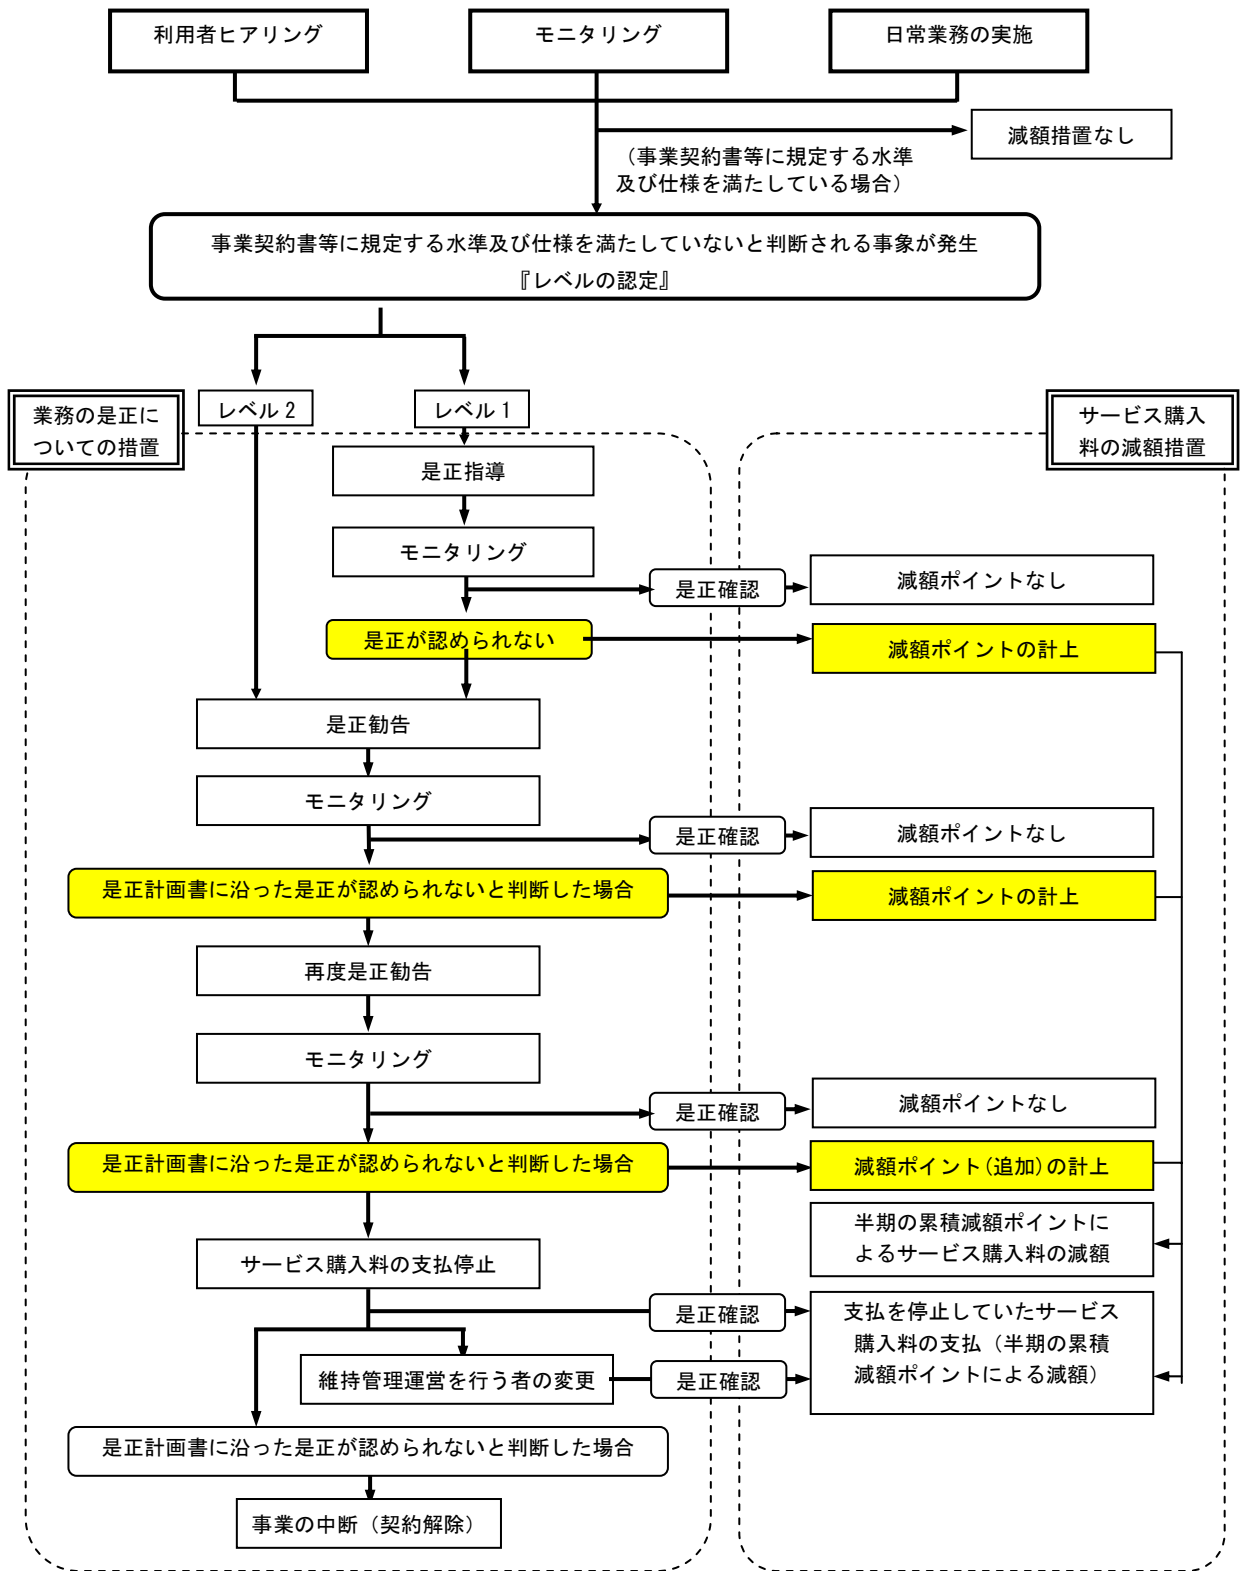 利用者ヒアリング
モニタリング
日常業務の実施
減額措置なし
（事業契約書等に規定する水準
及び仕様を満たしている場合）
事業契約書等に規定する水準及び仕様を満たしていないと判断される事象が発生
『レベルの認定』
業務の是正に
ついての措置
レベル２
レベル１
サービス購入
料の減額措置
是正指導
モニタリング
是正確認
減額ポイントなし
是正が認められない
減額ポイントの計上
是正勧告
モニタリング
是正確認
減額ポイントなし
是正計画書に沿った是正が認められないと判断した場合
減額ポイントの計上
再度是正勧告
モニタリング
是正確認
減額ポイントなし
是正計画書に沿った是正が認められないと判断した場合
減額ポイント（追加）の計上
半期の累積減額ポイントに
よるサービス購入料の減額
サービス購入料の支払停止
是正確認
支払を停止していたサービス
購入料の支払（半期の累積
減額ポイントによる減額）
維持管理運営を行う者の変更
是正確認
是正計画書に沿った是正が認められないと判断した場合
事業の中断（契約解除）